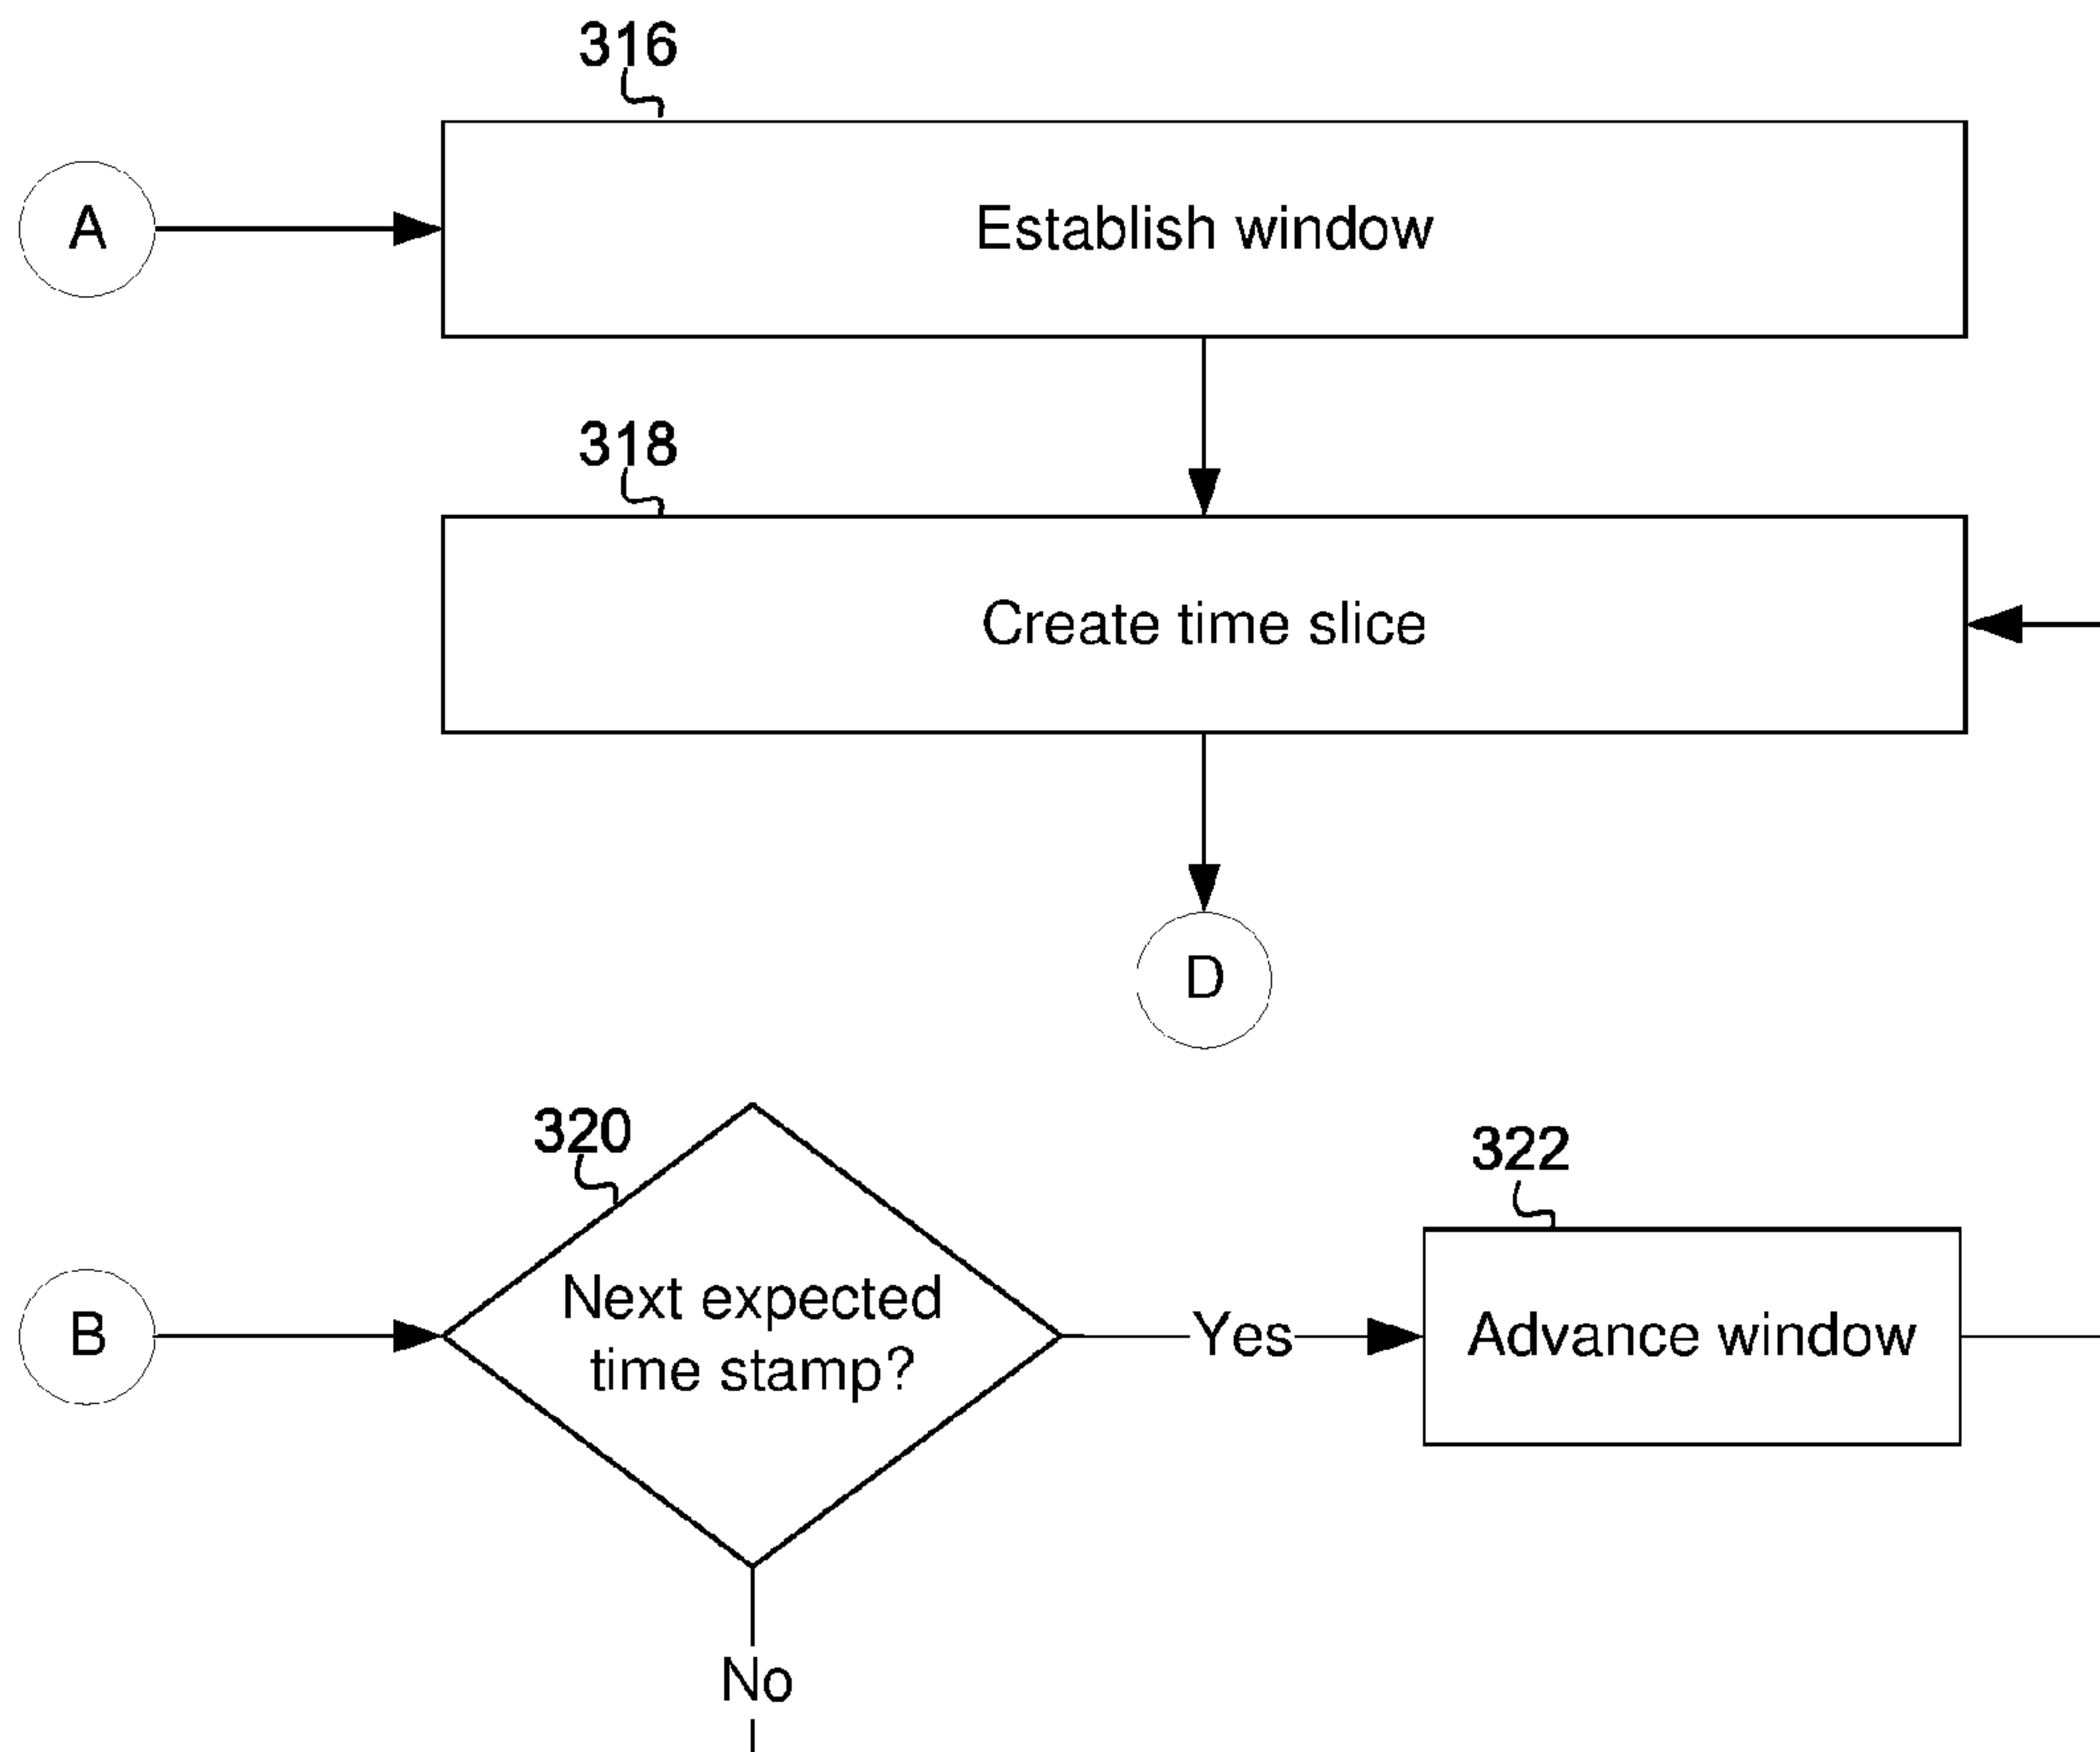 316
A
Establish window
318
Create time slice
D
320
322
B
Next expected
time stamp?
Yes
Advance window
No